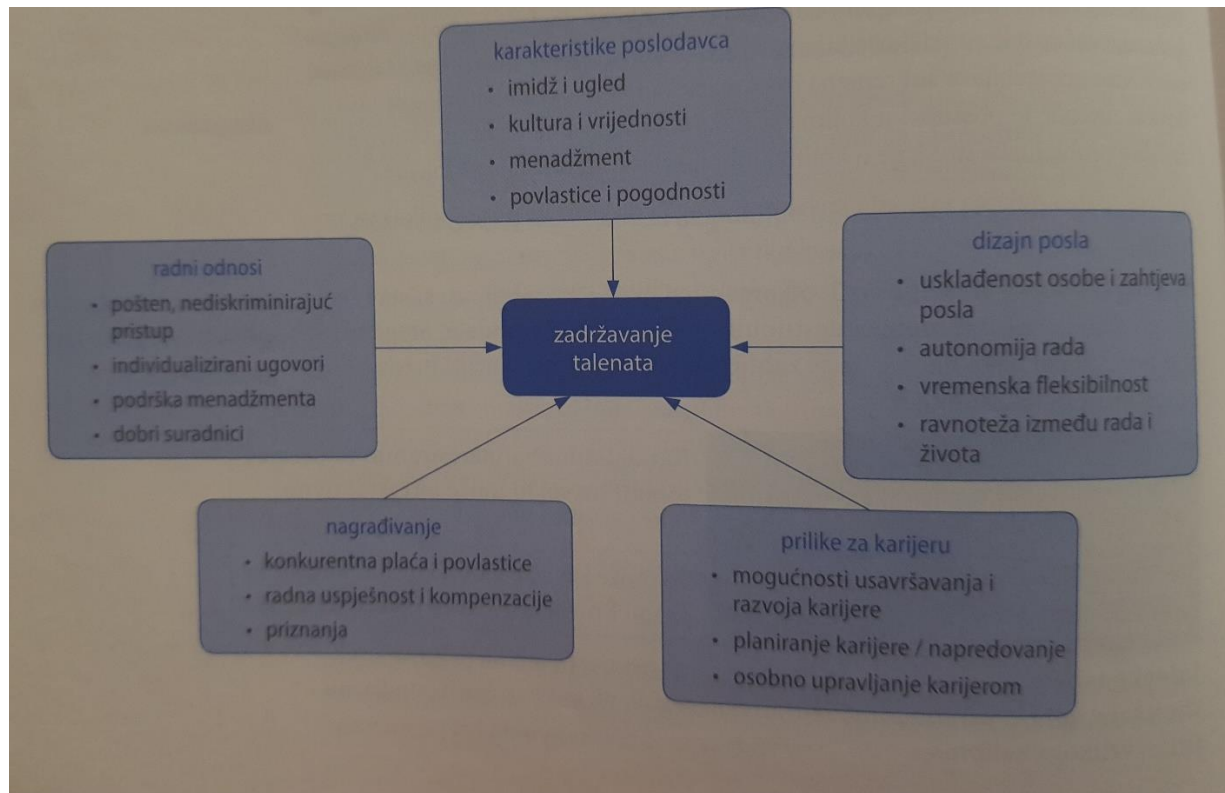 karakteristike poslodavca
• imidž i ugled
• kultura i vrijednosti
• menadžment
• povlastice i pogodnosti
radni odnosi
• pošten, nediskriminirajuć
pristup
• individualizirani ugovori
• podrška menadžmenta
• dobri suradnici
zadržavanje
talenata
dizajn posla
• usklađenost osobe i zahtjeva
posla
• autonomija rada
• vremenska fleksibilnost
• ravnoteža između rada i
života
nagrađivanje
• konkurentna plaća i povlastice
• radna uspješnost i kompenzacije
• priznanja
prilike za karijeru
• mogućnosti usavršavanja i
razvoja karijere
• planiranje karijere / napredovanje
• osobno upravljanje karijerom